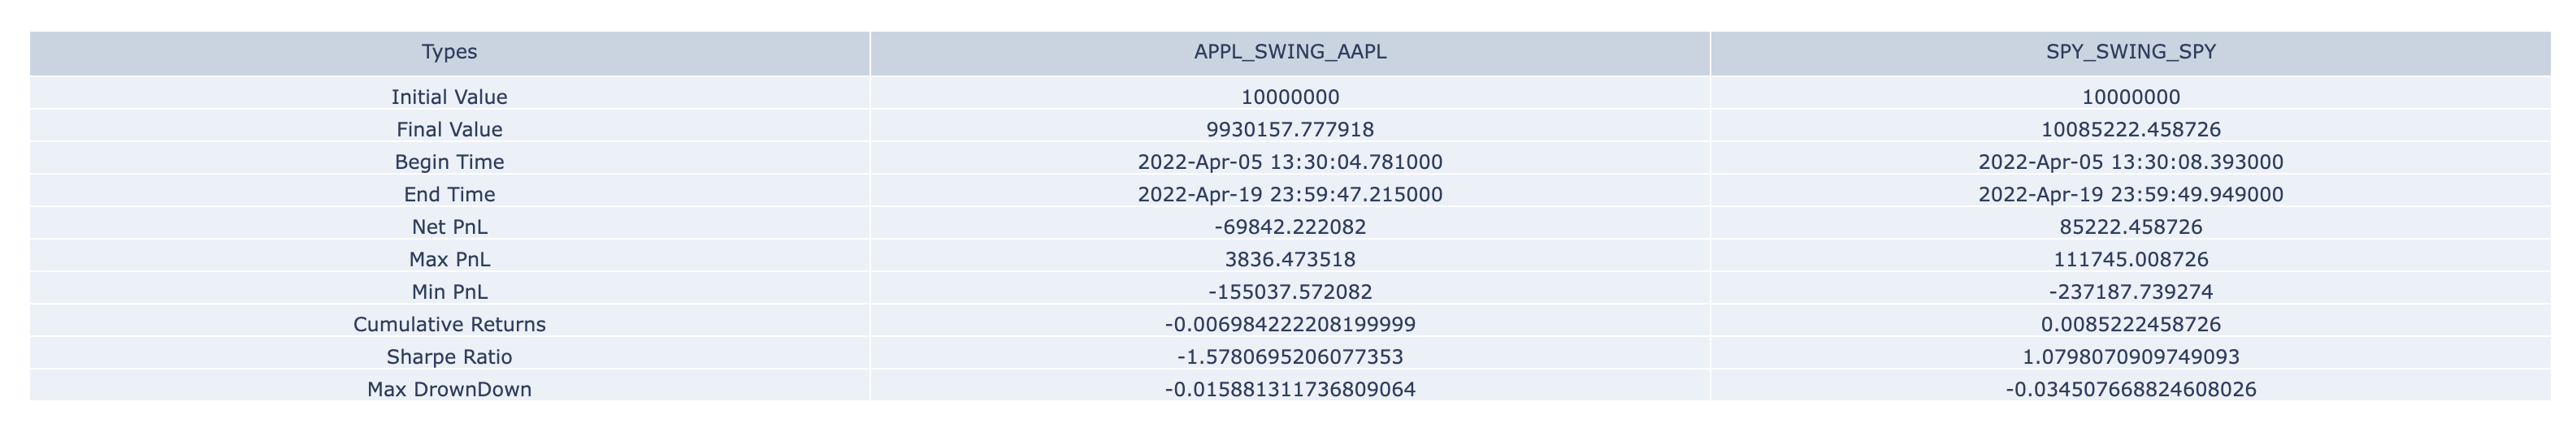 Types APPL_SWING_AAPL SPY_SWING_SPY
Initial Value 10000000 10000000
Final Value 9930157.777918 10085222.458726
Begin Time 2022-Apr-05 13:30:04.781000 2022-Apr-05 13:30:08.393000
End Time 2022-Apr-19 23:59:47.215000 2022-Apr-19 23:59:49.949000
Net PnL -69842.222082 85222.458726
Max PnL 3836.473518 111745.008726
Min PnL -155037.572082 -237187.739274
Cumulative Returns -0.006984222208199999 0.0085222458726
Sharpe Ratio -1.5780695206077353 1.0798070909749093
Max DrownDown -0.015881311736809064 -0.034507668824608026